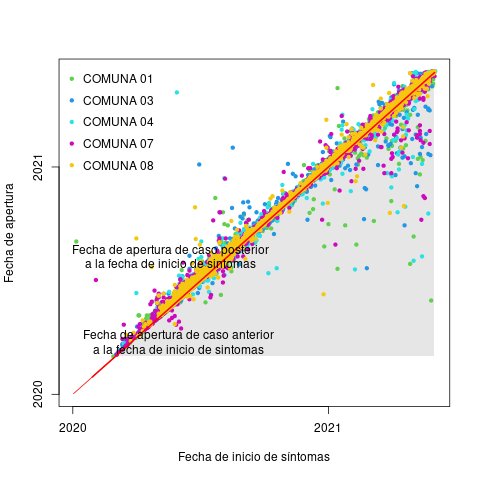 COMUNA 01
COMUNA 03
COMUNA 04
COMUNA 07
COMUNA 08
Fecha de apertura de caso posterior
a la fecha de inicio de sintomas
Fecha de apertura de caso anterior
a la fecha de inicio de sintomas
Fecha de apertura
2021
2020
2020
2021
Fecha de inicio de síntomas